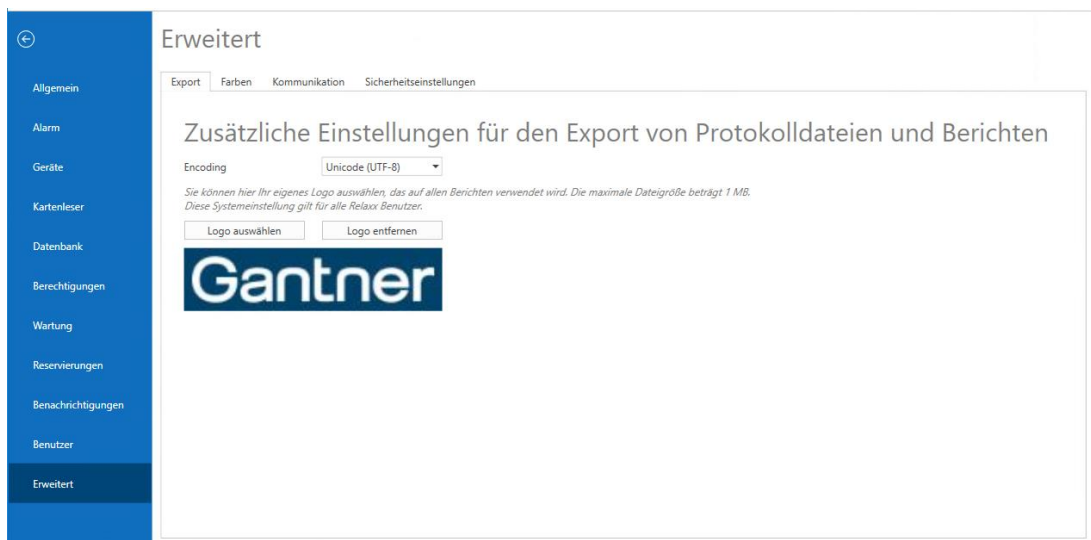 Erweitert
Allgemein
Alarm
Geräte
Kartenleser
Datenbank
Berechtigungen
Wartung
Reservierungen
Benachrichtigungen
Benutzer
Erweitert
Export Farben Kommunikation Sicherheitseinstellungen
Zusätzliche Einstellungen für den Export von Protokolldateien und Berichten
Encoding Unicode (UTF-8)
Sie können hier Ihr eigenes Logo auswählen, das auf allen Berichten verwendet wird. Die maximale Dateigröße beträgt 1 MB.
Diese Systemeinstellung gilt für alle Relaxx Benutzer.
Logo auswählen Logo entfernen
Gantner